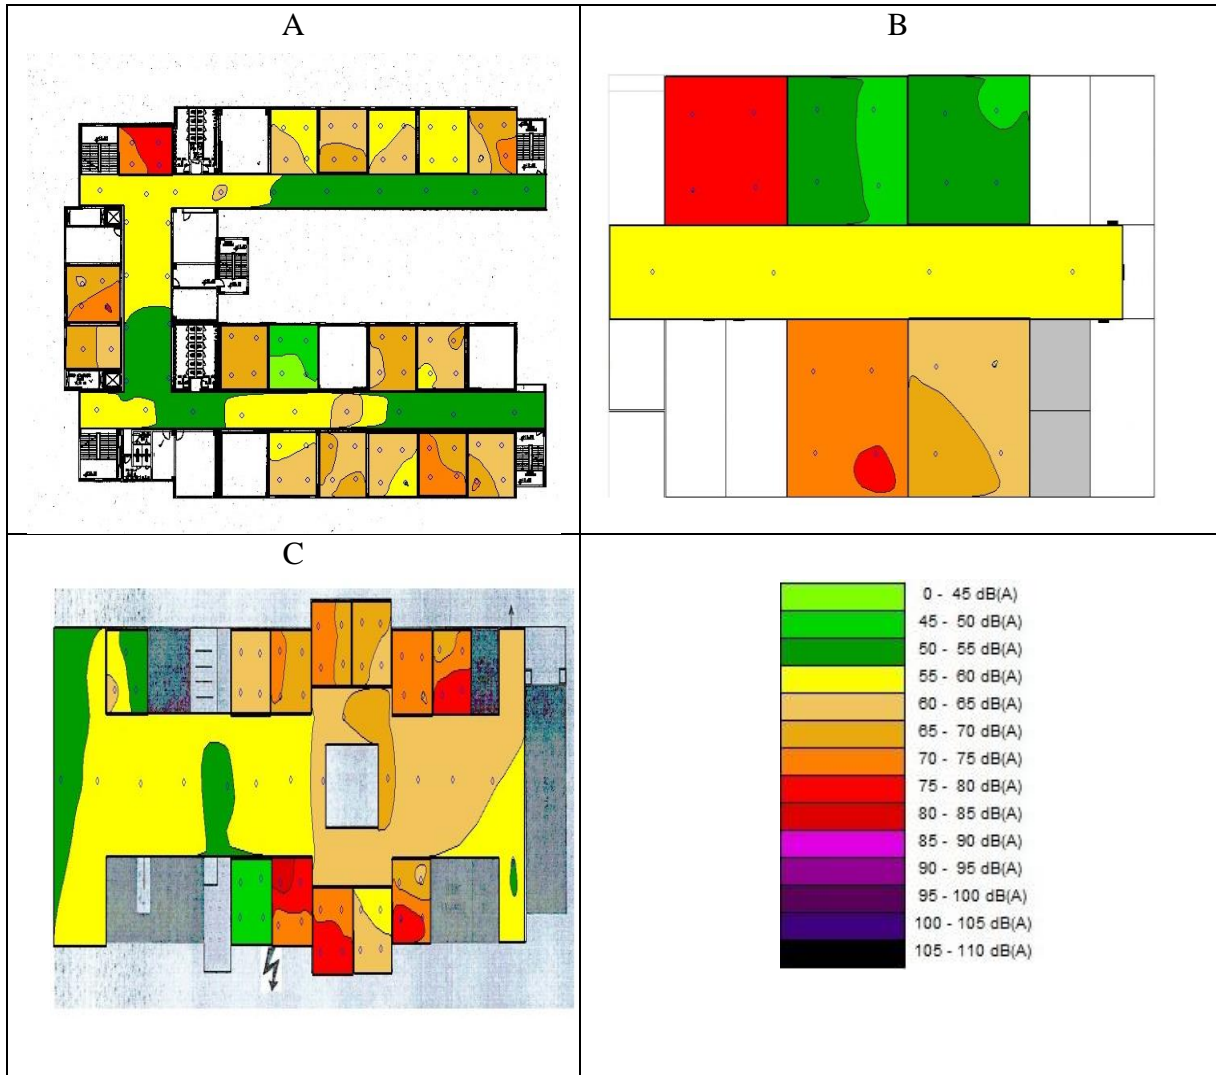 A
B
C
0 - 45 dB(A)
45 - 50 dB(A)
50 - 55 dB(A)
55 - 60 dB(A)
60 - 65 dB(A)
65 - 70 dB(A)
70 - 75 dB(A)
75 - 80 dB(A)
80 - 85 dB(A)
85 - 90 dB(A)
90 - 95 dB(A)
95 - 100 dB(A)
100 - 105 dB(A)
105 - 110 dB(A)